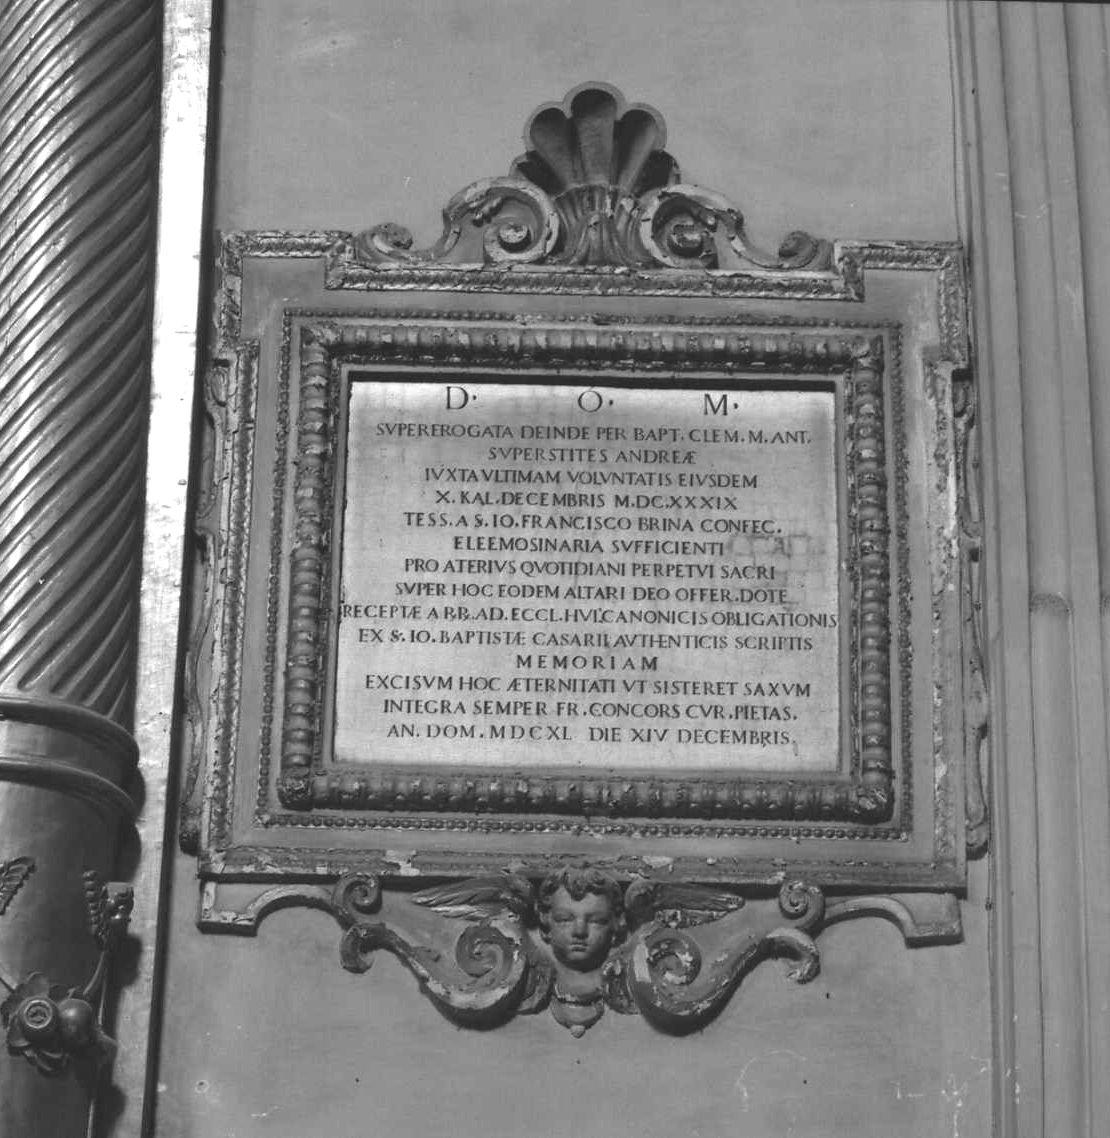 D. O. M.
SVPEREROGATA DEINDE PER BAPT. CLEM. M. ANT.
SVPERSTITES ANDREÆ
IVXTA VLTIMAM VOLVNTATIS EIVSDEM
X. KAL. DECEMBRIS M.DC.XXXIX
TESS. A S. IO. FRANCISCO BRINA CONFEC.
ELEEMOSINARIA SVFFICIENTI
PRO ATERIVS QVOTIDIANI PERPETVI SACRI
SVPER HOC EODEM ALTARI DEO OFFER. DOTE
RECEPTÆ A RR.AD. ECCL. HVI. CANONICIS OBLIGATIONIS
EX S. IO. BAPTISTÆ CASARII AVTHENTICIS SCRIPTIS
MEMORIAM
EXCISVM HOC ÆTERNITATI VT SISTERET SAXVM
INTEGRA SEMPER FR. CONCORS CVR. PIETAS.
AN. DOM. MDCXL DIE XIV DECEMBRIS.